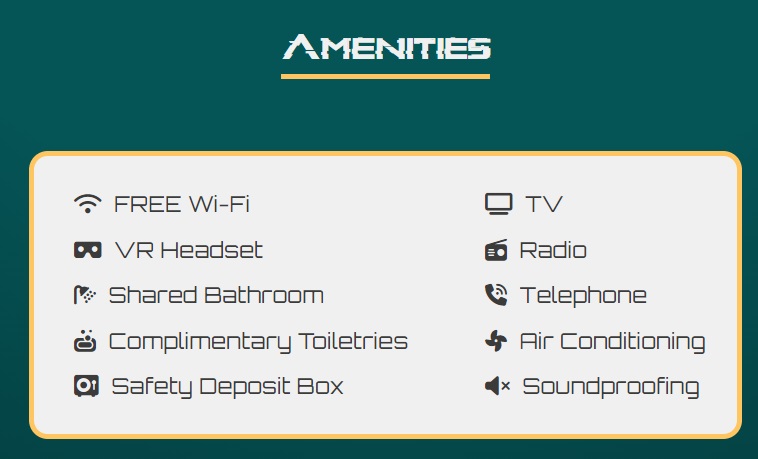 Amenities
FREE Wi-Fi
VR Headset
Shared Bathroom
Complimentary Toiletries
Safety Deposit Box
TV
Radio
Telephone
Air Conditioning
Soundproofing